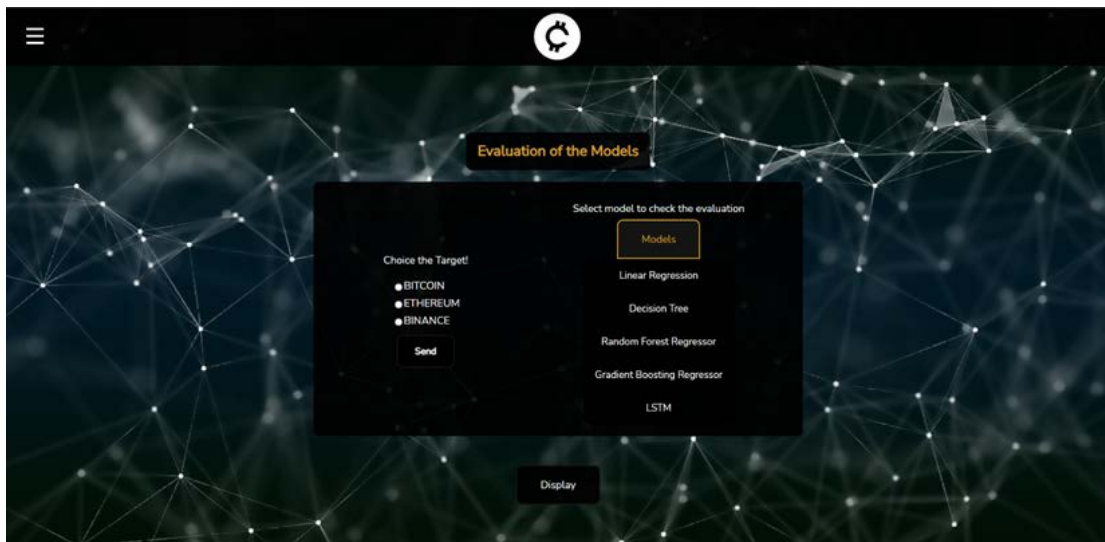 Evaluation of the Models
Choice the Target!
BITCOIN
ETHEREUM
BINANCE
Send
Select model to check the evaluation
Models
Linear Regression
Decision Tree
Random Forest Regressor
Gradient Boosting Regressor
LSTM
Display